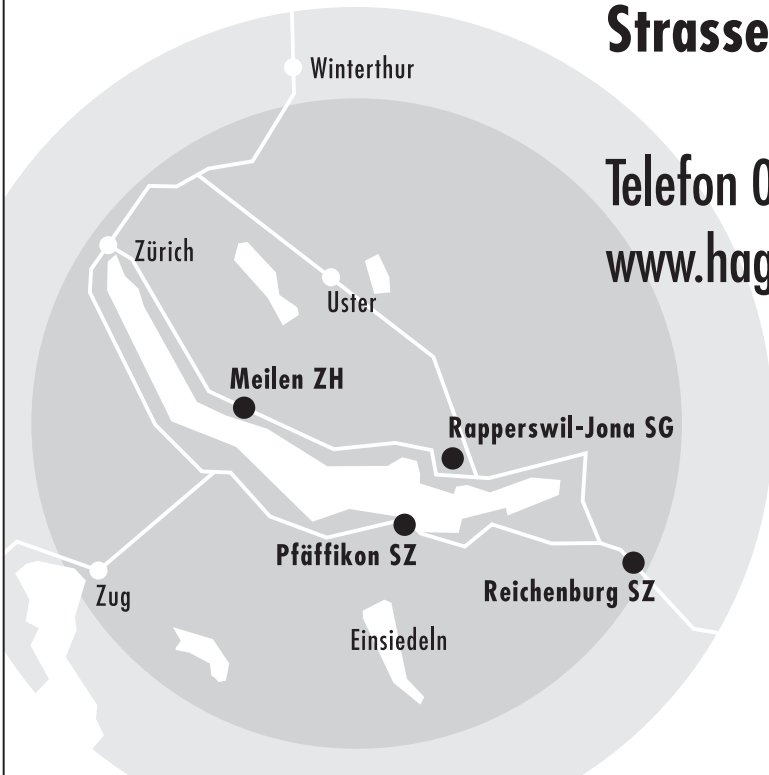 Strasse
Winterthur
Telefon 0
Zürich
www.hag
Uster
Meilen ZH
Rapperswil-Jona SG
Pfäffikon SZ
Reichenburg SZ
Zug
Einsiedeln